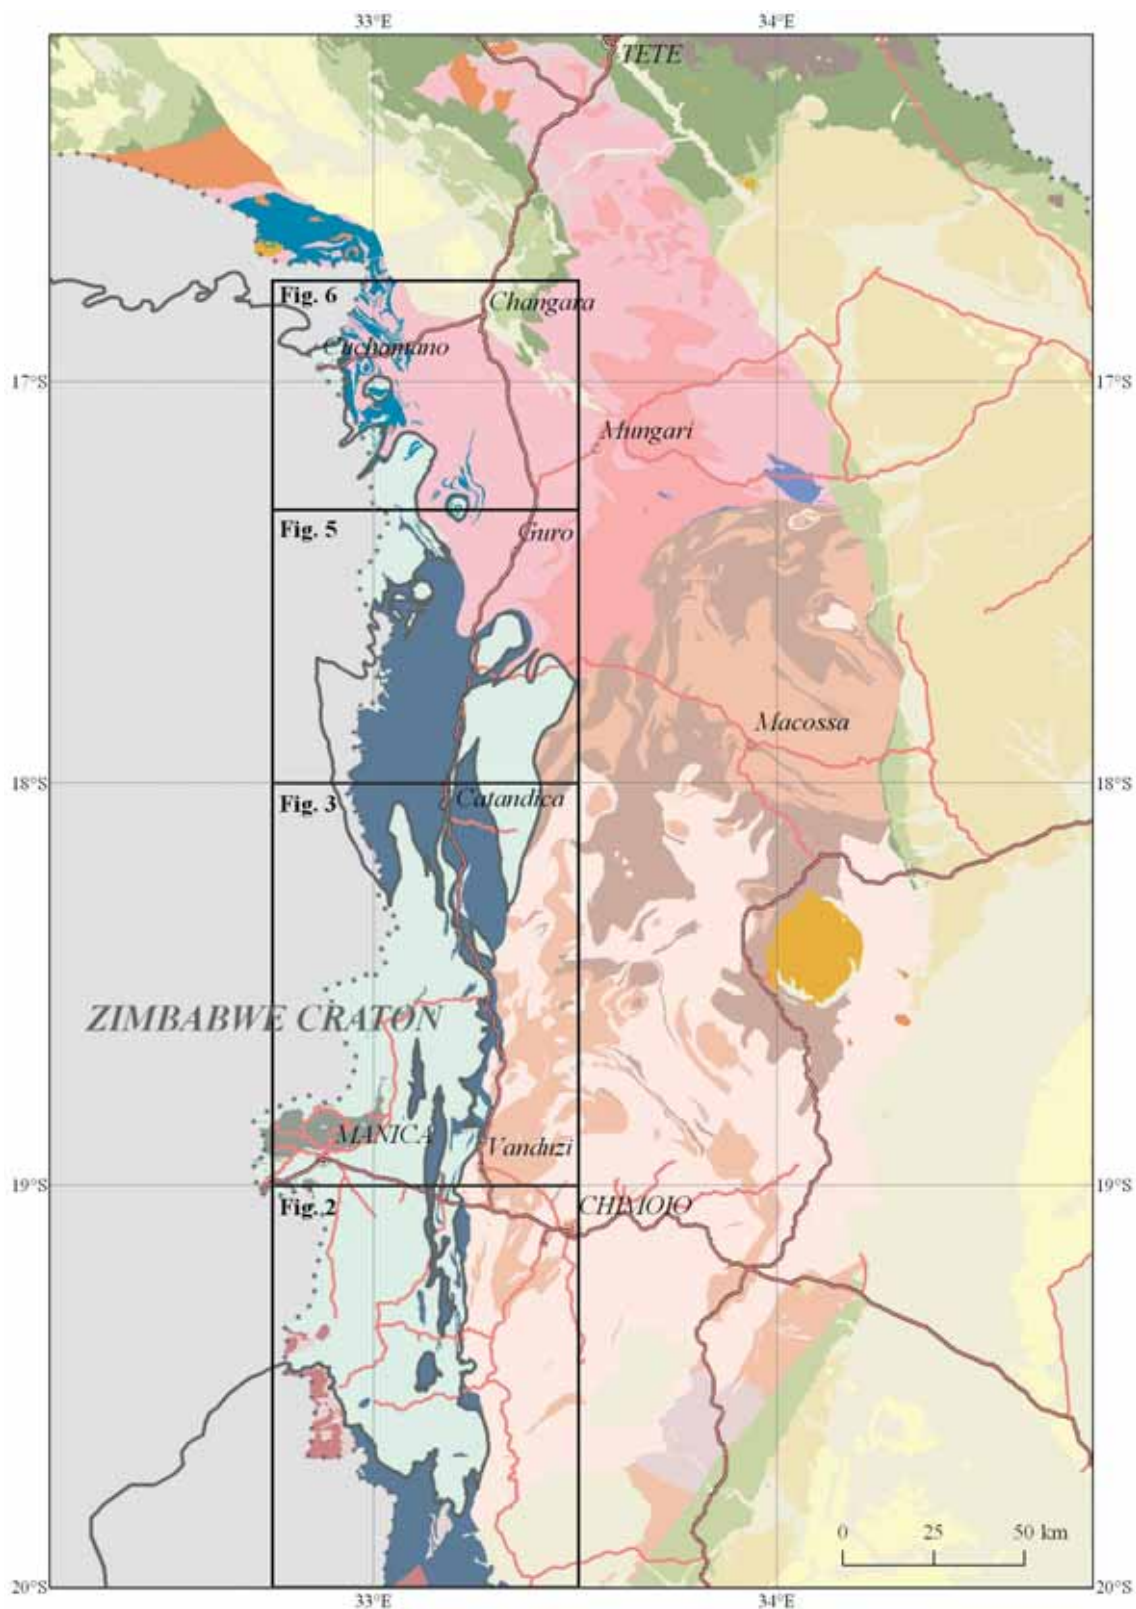 33°E 34°E
TETE
Fig. 6
Changara
Cuchamano
17°S 17°S
Mungari
Fig. 5
Guro
Macossa
18°S 18°S
Fig. 3
Catandica
ZIMBABWE CRATON
MANICA
Vanduzi
19°S 19°S
Fig. 2
CHIMOIO
0 25 50 km
20°S 20°S
33°E 34°E